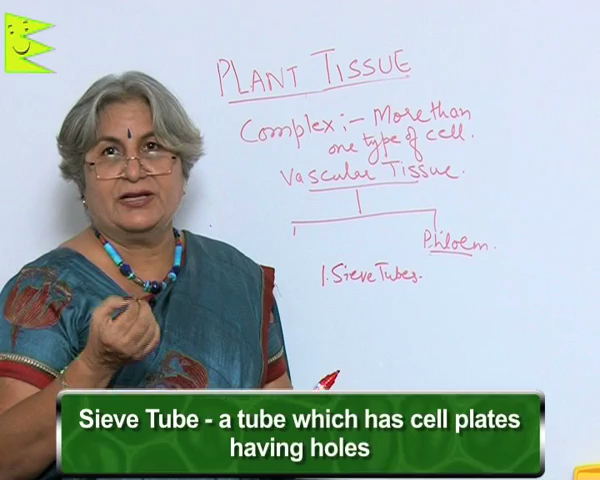 PLANT TISSUE
Complex :- More than
one type of cell.
Vascular Tissue.
Phloem.
1. Sieve Tubes.
Sieve Tube - a tube which has cell plates
having holes